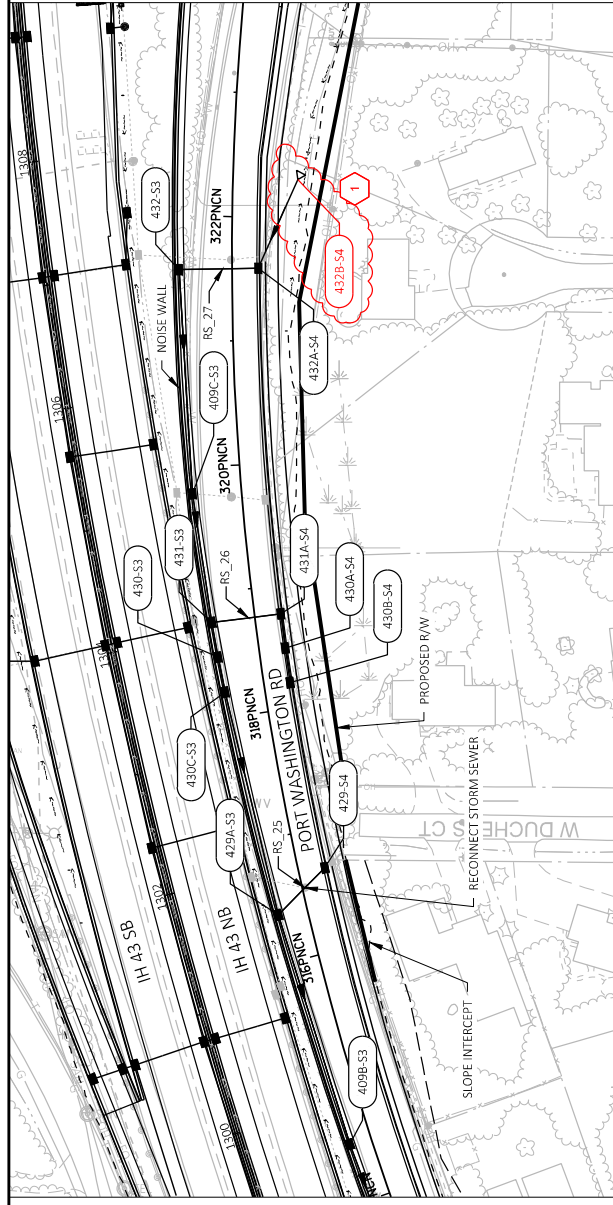 1308
432-S3
322PNCN
1
432B-S4
NOISE WALL
RS_27
432A-S4
409C-S3
1306
320PNCN
431-S3
431A-S4
RS_26
430-S3
430A-S4
430B-S4
PROPOSED R/W
318PNCN
430C-S3
PORT WASHINGTON RD
RECONNECT STORM SEWER
W DUCHESS CT
429A-S3
RS_25
429-S4
1302
IH 43 SB
IH 43 NB
316PNCN
SLOPE INTERCEPT
409B-S3
1300